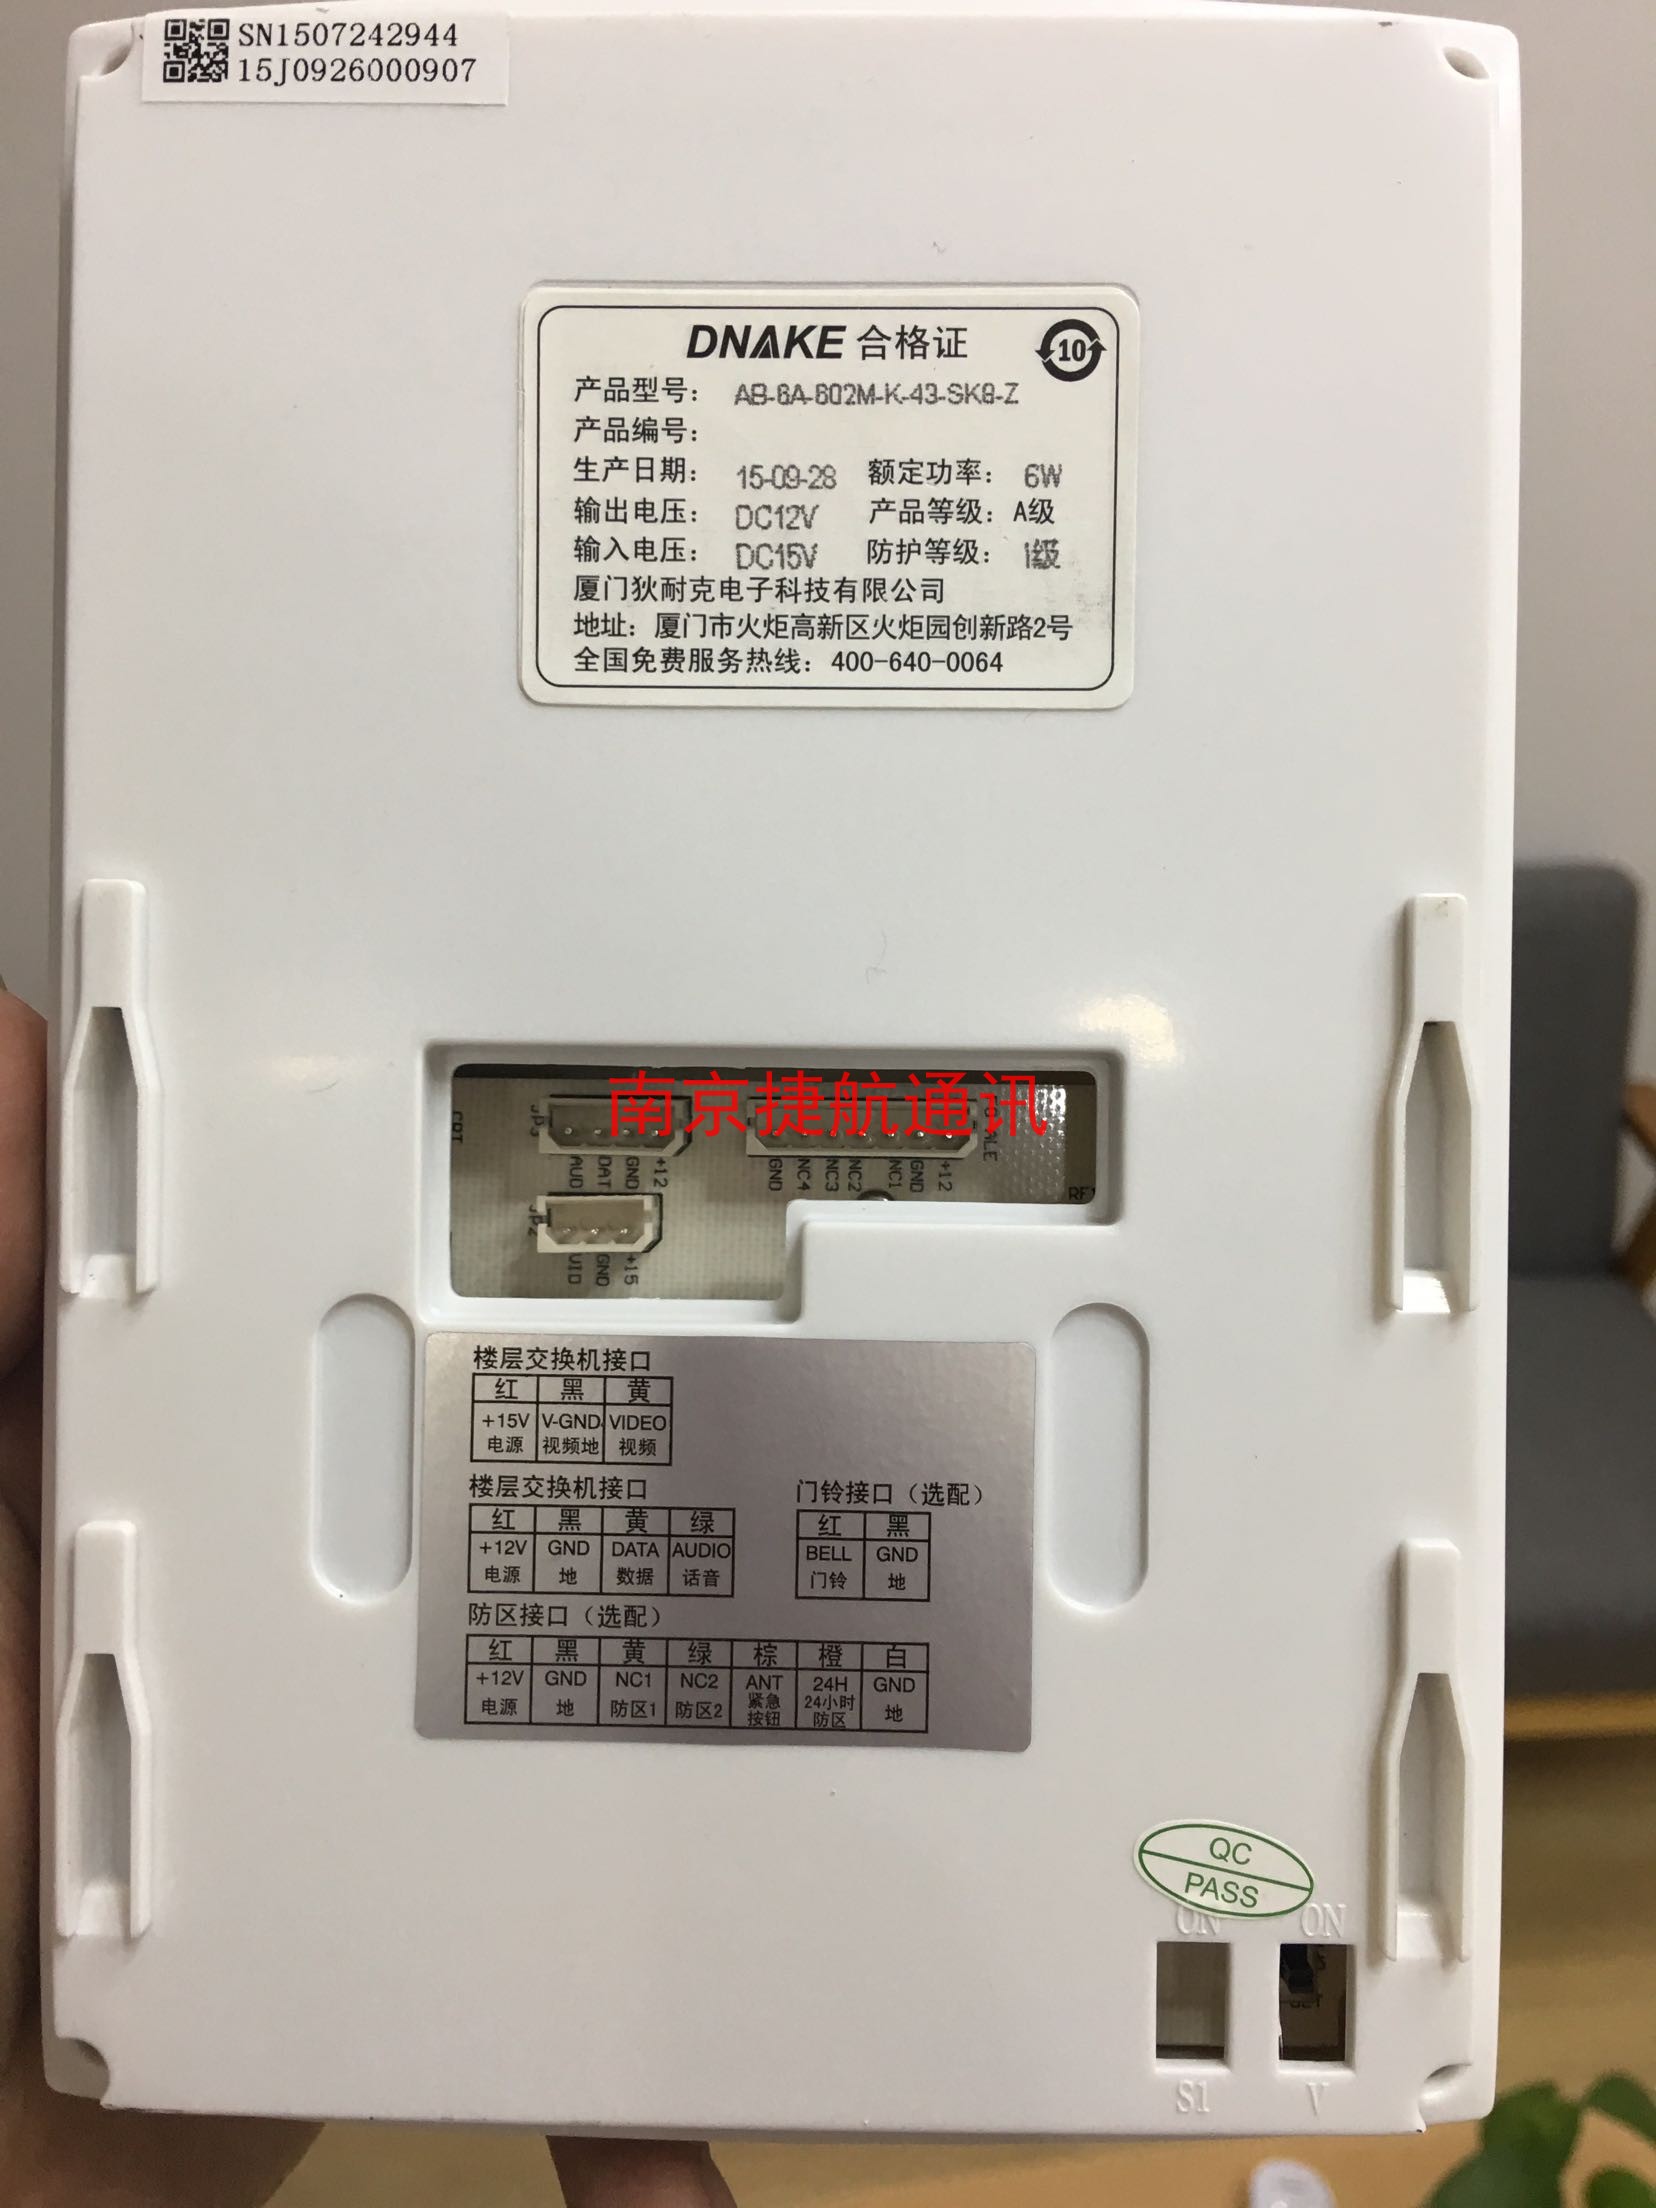 SN1507242944
15J0926000907
DNAKE 合格证
10
产品型号： AB-6A-602M-K-43-SK8-Z
产品编号：
生产日期： 15-09-28 额定功率： 6W
输出电压： DC12V 产品等级： A级
输入电压： DC15V 防护等级： I级
厦门狄耐克电子科技有限公司
地址：厦门市火炬高新区火炬园创新路2号
全国免费服务热线：400-640-0064
南京捷航通讯
JP3
AUD DAT GND +12
GND NC4 NC3 NC2 NC1 GND +12
JP2
VID GND +15
楼层交换机接口
红 黑 黄
+15V V-GND VIDEO
电源 视频地 视频
楼层交换机接口
红 黑 黄 绿
+12V GND DATA AUDIO
电源 地 数据 话音
门铃接口（选配）
红 黑
BELL GND
门铃 地
防区接口（选配）
红 黑 黄 绿 棕 橙 白
+12V GND NC1 NC2 ANT 24H GND
电源 地 防区1 防区2 紧急按钮 24小时防区 地
QC
PASS
ON ON
S1 V